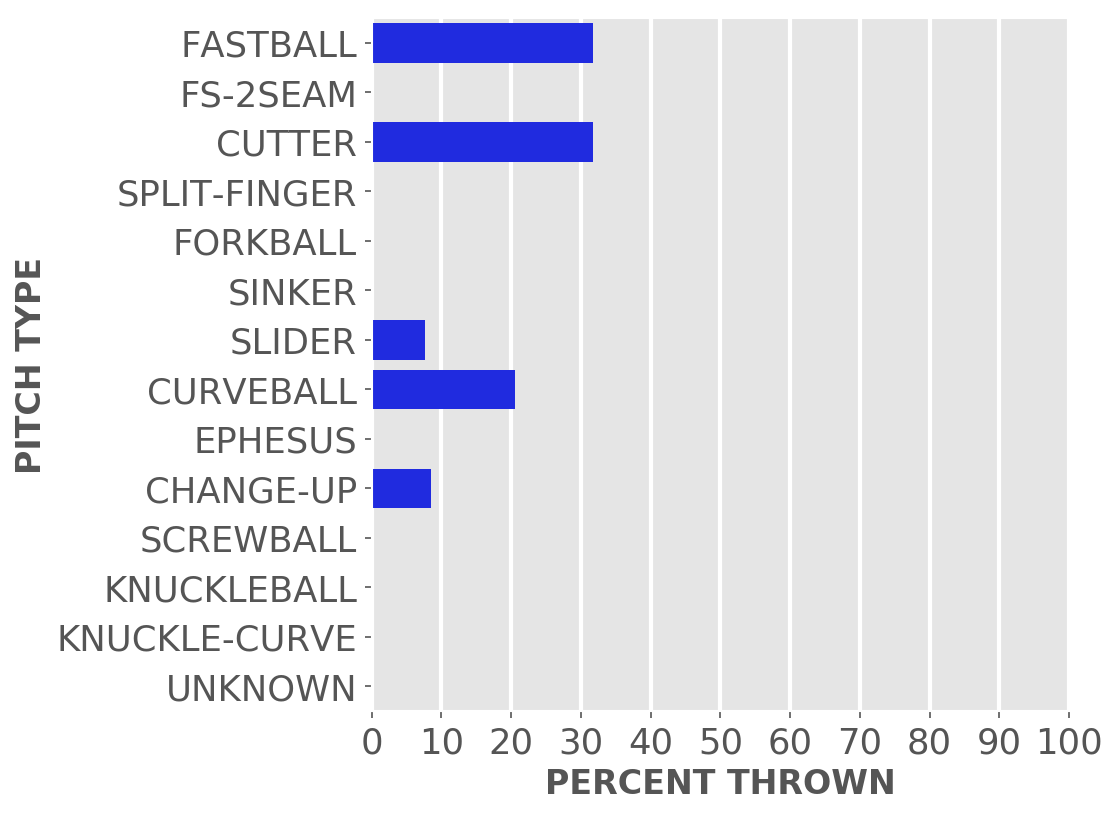 FASTBALL
FS-2SEAM
CUTTER
SPLIT-FINGER
FORKBALL
SINKER
SLIDER
CURVEBALL
EPHESUS
CHANGE-UP
SCREWBALL
KNUCKLEBALL
KNUCKLE-CURVE
UNKNOWN
PITCH TYPE
0 10 20 30 40 50 60 70 80 90 100
PERCENT THROWN